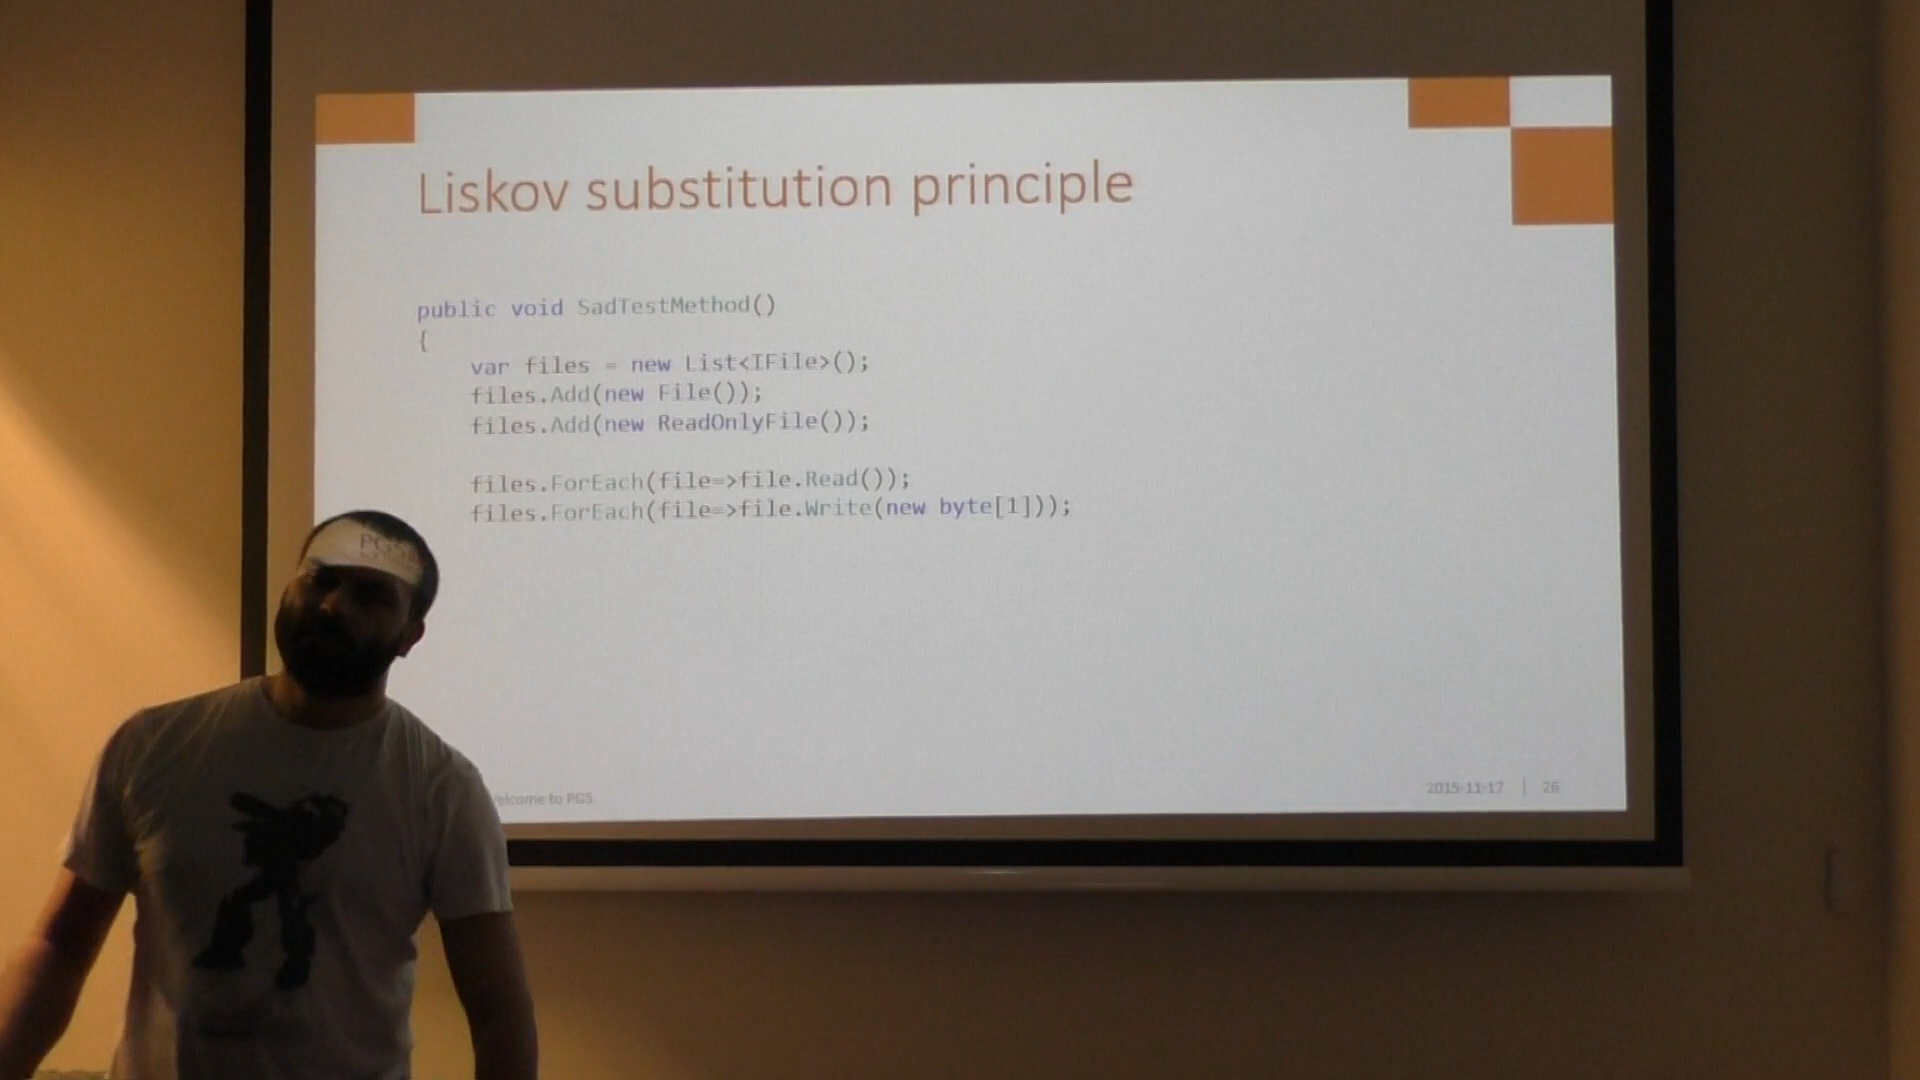 Liskov substitution principle
public void SadTestMethod()
{
var files = new List<IFile>();
files.Add(new File());
files.Add(new ReadOnlyFile());
files.ForEach(file=>file.Read());
files.ForEach(file=>file.Write(new byte[1]));
PGS
elcome to PGS
2015-11-17 | 26